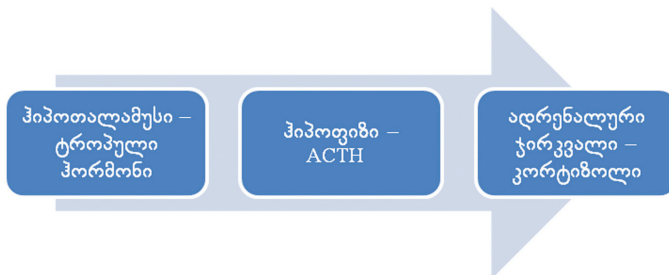 ჰიპოთალამუსი –
ტროპული
ჰორმონი
ჰიპოფიზი –
ACTH
ადრენალური
ჯირკვალი –
კორტიზოლი